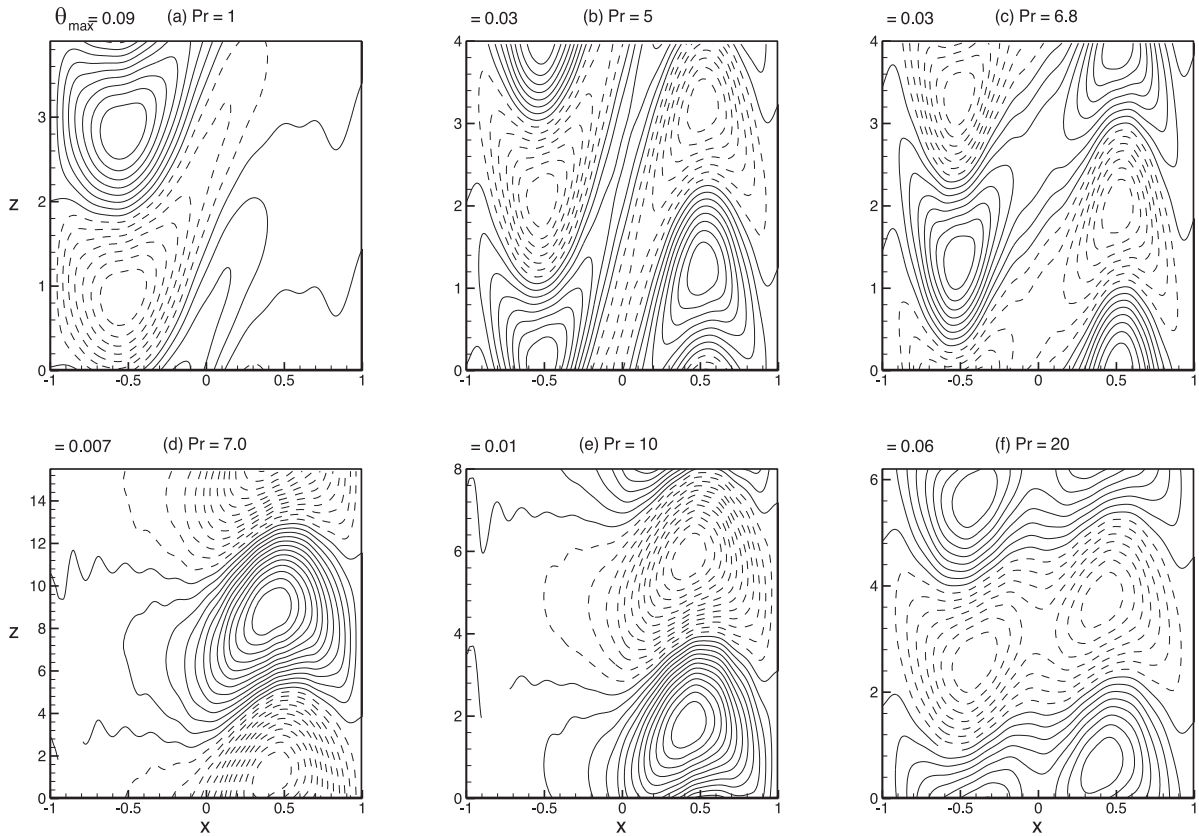 θmax = 0.09 (a) Pr = 1
= 0.03 (b) Pr = 5
= 0.03 (c) Pr = 6.8
z
3
2
1
0
-1 -0.5 0 0.5 1
4
3
2
1
0
-1 -0.5 0 0.5 1
4
3
2
1
0
-1 -0.5 0 0.5 1
= 0.007 (d) Pr = 7.0
= 0.01 (e) Pr = 10
= 0.06 (f) Pr = 20
z
14
12
10
8
6
4
2
0
-1 -0.5 0 0.5 1
x
8
6
4
2
0
-1 -0.5 0 0.5 1
x
6
4
2
0
-1 -0.5 0 0.5 1
x